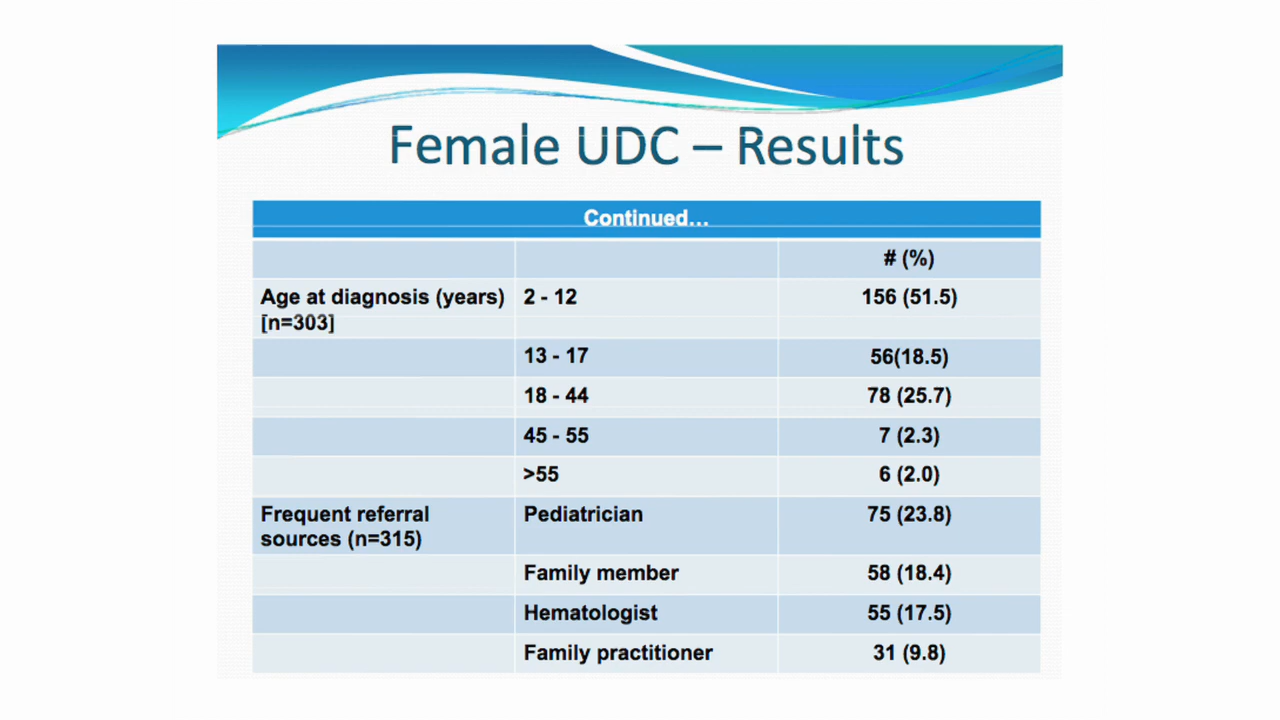 Female UDC – Results
Continued...
# (%)
Age at diagnosis (years) 2 - 12 156 (51.5)
[n=303]
13 - 17 56(18.5)
18 - 44 78 (25.7)
45 - 55 7 (2.3)
>55 6 (2.0)
Frequent referral Pediatrician 75 (23.8)
sources (n=315)
Family member 58 (18.4)
Hematologist 55 (17.5)
Family practitioner 31 (9.8)